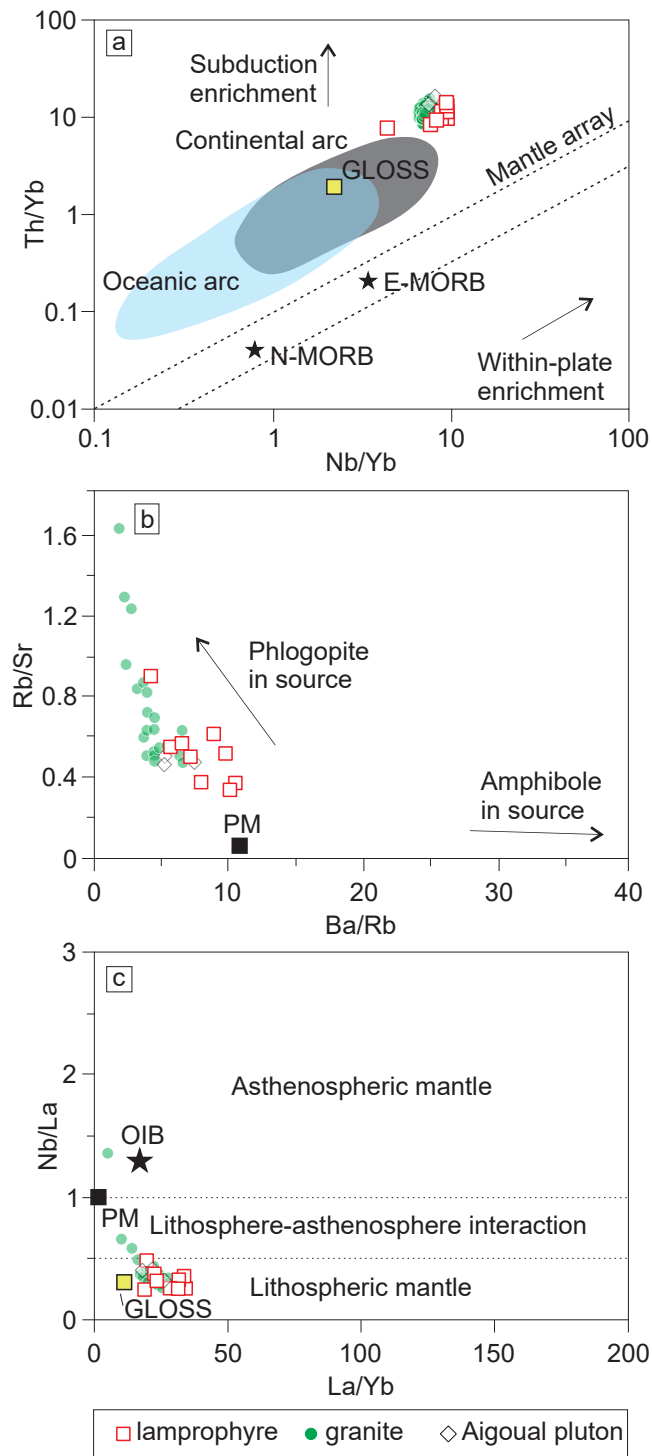 100
a
Subduction
enrichment
10
Continental arc
Mantle array
GLOSS
Th/Yb
1
Oceanic arc
E-MORB
0.1
N-MORB
Within-plate
enrichment
0.01
0.1
1
10
100
Nb/Yb
b
1.6
1.2
Rb/Sr
Phlogopite
in source
0.8
0.4
Amphibole
in source
PM
0
0
10
20
30
40
Ba/Rb
3
c
2
Asthenospheric mantle
Nb/La
OIB
1
PM
Lithosphere-asthenosphere interaction
Lithospheric mantle
GLOSS
0
0
50
100
150
200
La/Yb
lamprophyre
granite
Aigoual pluton